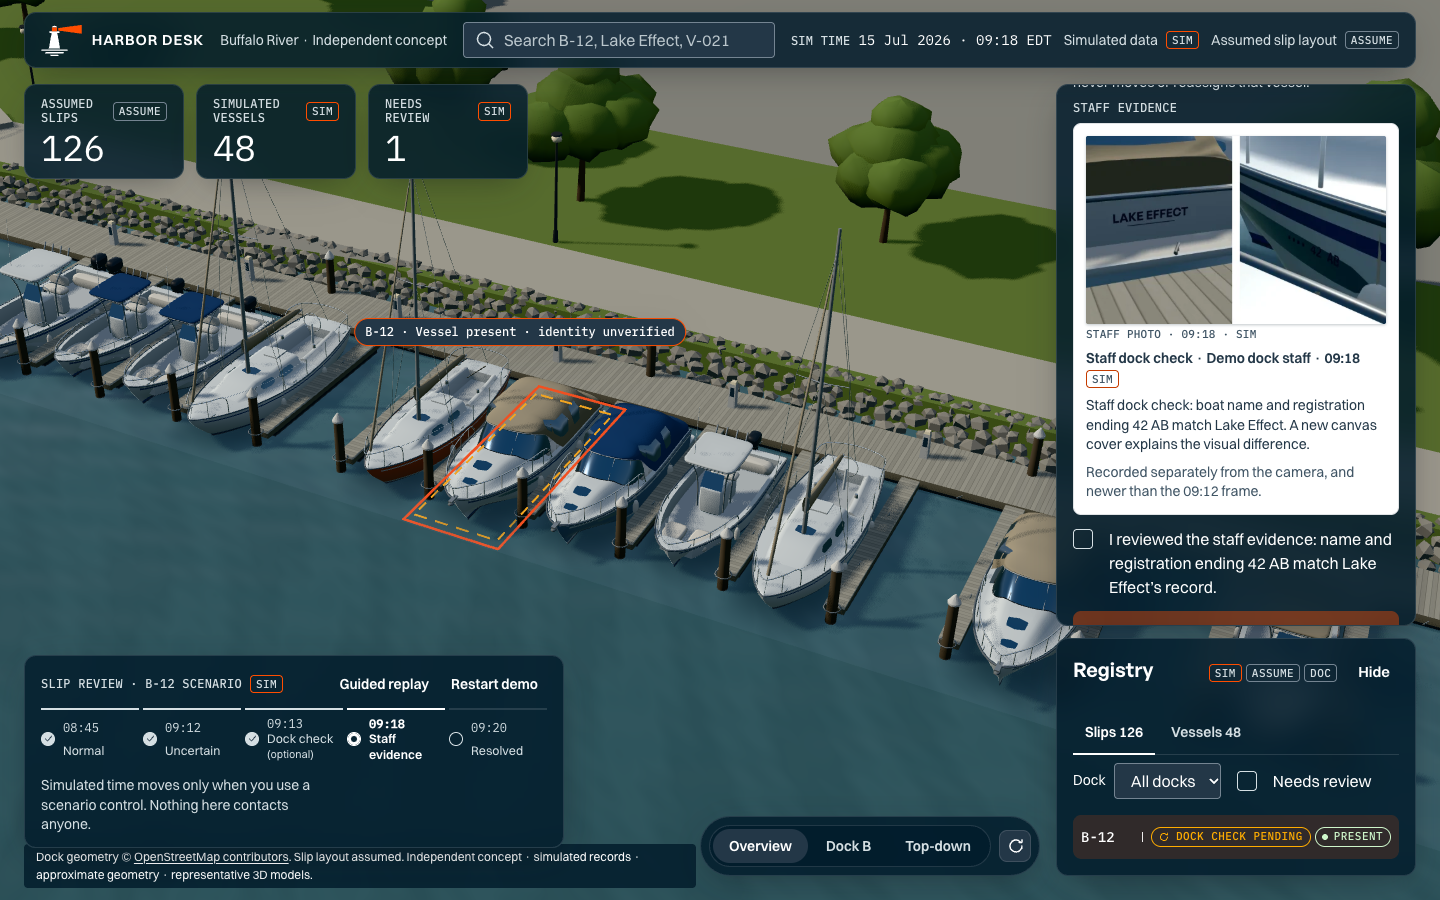 HARBOR DESK
Buffalo River · Independent concept
Search B-12, Lake Effect, V-021
SIM TIME 15 Jul 2026 · 09:18 EDT
Simulated data SIM
Assumed slip layout ASSUME
ASSUMED SLIPS ASSUME
126
SIMULATED VESSELS SIM
48
NEEDS REVIEW SIM
1
B-12 · Vessel present · identity unverified
never moves or reassigns that vessel.
STAFF EVIDENCE
LAKE EFFECT
42 AB
STAFF PHOTO · 09:18 · SIM
Staff dock check · Demo dock staff · 09:18
SIM
Staff dock check: boat name and registration
ending 42 AB match Lake Effect. A new canvas
cover explains the visual difference.
Recorded separately from the camera, and
newer than the 09:12 frame.
I reviewed the staff evidence: name and
registration ending 42 AB match Lake
Effect's record.
SLIP REVIEW · B-12 SCENARIO SIM
Guided replay
Restart demo
08:45
Normal
09:12
Uncertain
09:13
Dock check
(optional)
09:18
Staff
evidence
09:20
Resolved
Simulated time moves only when you use a
scenario control. Nothing here contacts
anyone.
Dock geometry © OpenStreetMap contributors. Slip layout assumed. Independent concept · simulated records ·
approximate geometry · representative 3D models.
Overview
Dock B
Top-down
Registry
SIM ASSUME DOC
Hide
Slips 126
Vessels 48
Dock
All docks
Needs review
B-12
DOCK CHECK PENDING
PRESENT